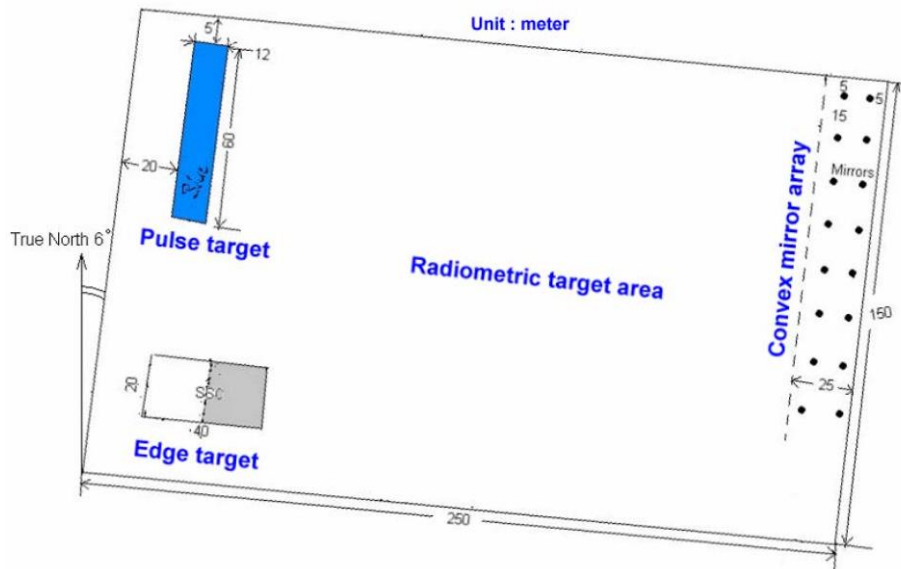 Unit : meter
5
12
5
5
15
60
20
Blue
Mirrors
True North 6°
Pulse target
Radiometric target area
Convex mirror array
150
20
SSC
25
40
Edge target
250